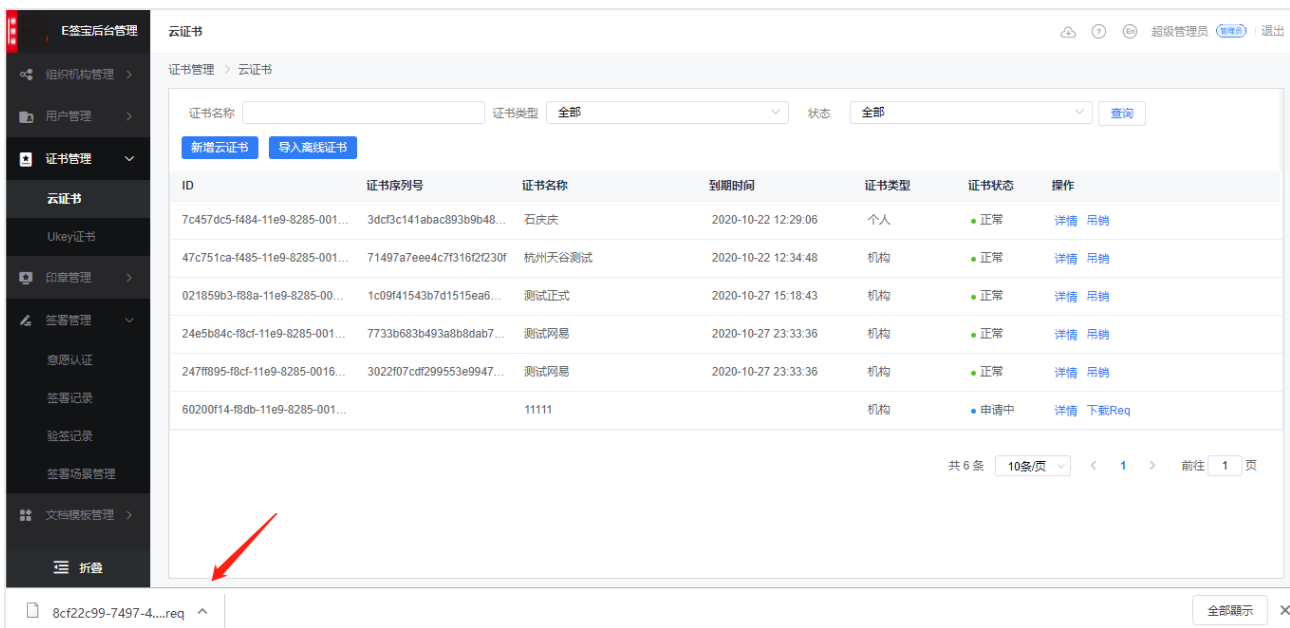 E签宝后台管理
云证书
En 超级管理员 管理员 退出
组织机构管理
用户管理
证书管理
云证书
Ukey证书
印章管理
签署管理
意愿认证
签署记录
验签记录
签署场景管理
文档模板管理
折叠
证书管理 > 云证书
证书名称 证书类型 全部 状态 全部 查询
新增云证书 导入离线证书
ID 证书序列号 证书名称 到期时间 证书类型 证书状态 操作
7c457dc5-f484-11e9-8285-001... 3dcf3c141abac893b9b48... 石庆庆 2020-10-22 12:29:06 个人 正常 详情 吊销
47c751ca-f485-11e9-8285-001... 71497a7eee4c7f316f2f230f 杭州天谷测试 2020-10-22 12:34:48 机构 正常 详情 吊销
021859b3-f88a-11e9-8285-00... 1c09f41543b7d1515ea6... 测试正式 2020-10-27 15:18:43 机构 正常 详情 吊销
24e5b84c-f8cf-11e9-8285-001... 7733b683b493a8b8dab7... 测试网易 2020-10-27 23:33:36 机构 正常 详情 吊销
247ff895-f8cf-11e9-8285-0016... 3022f07cdf299553e9947... 测试网易 2020-10-27 23:33:36 机构 正常 详情 吊销
60200f14-f8db-11e9-8285-001... 11111 机构 申请中 详情 下载Req
共 6 条 10条/页 < 1 > 前往 1 页
8cf22c99-7497-4....req 全部顯示